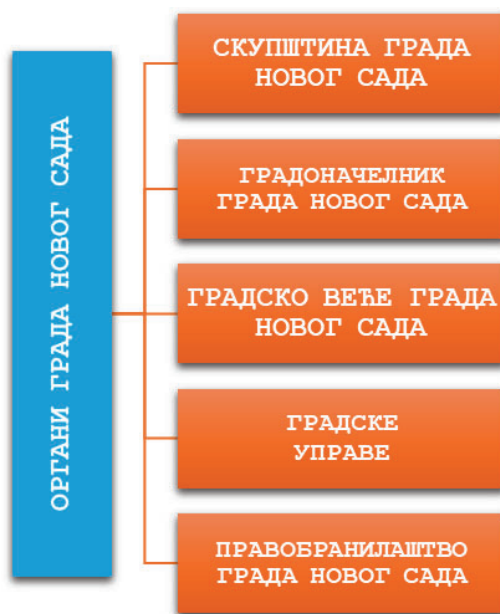 ОРГАНИ ГРАДА НОВОГ САДА
СКУПШТИНА ГРАДА
НОВОГ САДА
ГРАДОНАЧЕЛНИК
ГРАДА НОВОГ САДА
ГРАДСКО ВЕЋЕ ГРАДА
НОВОГ САДА
ГРАДСКЕ
УПРАВЕ
ПРАВОБРАНИЛАШТВО
ГРАДА НОВОГ САДА